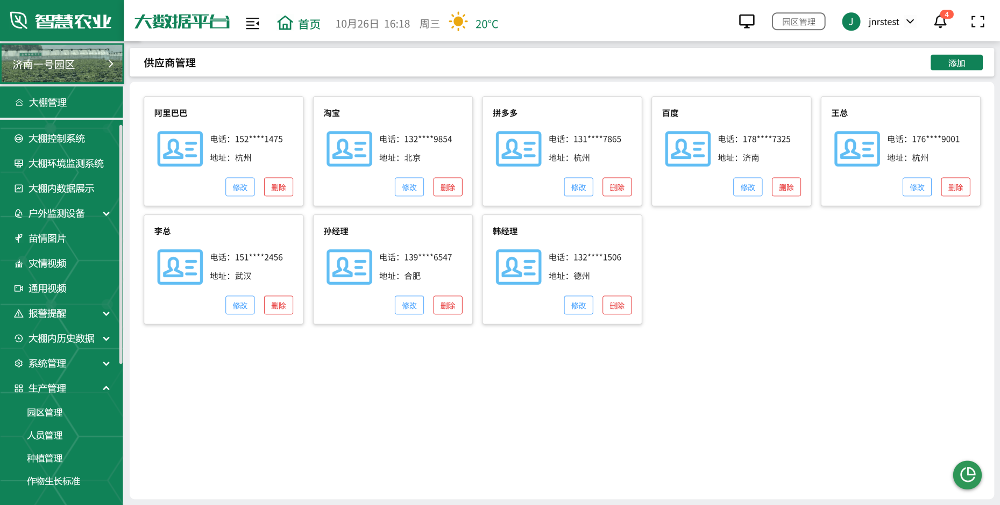 智慧农业
大数据平台
首页
10月26日 16:18 周三
20°C
园区管理
J
jnrstest
4
济南一号园区
大棚管理
大棚控制系统
大棚环境监测系统
大棚内数据展示
户外监测设备
苗情图片
灾情视频
通用视频
报警提醒
大棚内历史数据
系统管理
生产管理
园区管理
人员管理
种植管理
作物生长标准
供应商管理
添加
阿里巴巴
电话：152****1475
地址：杭州
修改 删除
淘宝
电话：132****9854
地址：北京
修改 删除
拼多多
电话：131****7865
地址：杭州
修改 删除
百度
电话：178****7325
地址：济南
修改 删除
王总
电话：176****9001
地址：杭州
修改 删除
李总
电话：151****2456
地址：武汉
修改 删除
孙经理
电话：139****6547
地址：合肥
修改 删除
韩经理
电话：132****1506
地址：德州
修改 删除